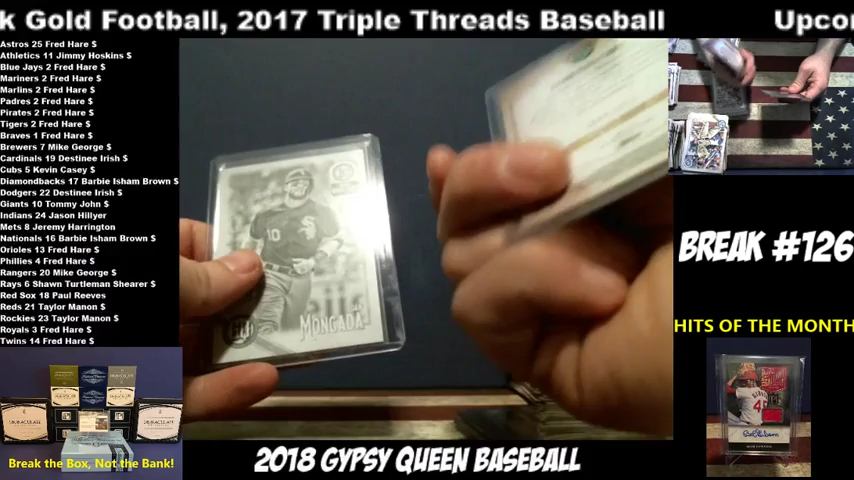 k Gold Football, 2017 Triple Threads Baseball
Upcor
Astros 25 Fred Hare $
Athletics 11 Jimmy Hoskins $
Blue Jays 2 Fred Hare $
Mariners 2 Fred Hare $
Marlins 2 Fred Hare $
Padres 2 Fred Hare $
Pirates 2 Fred Hare $
Tigers 2 Fred Hare $
Braves 1 Fred Hare $
Brewers 7 Mike George $
Cardinals 19 Destinee Irish $
Cubs 5 Kevin Casey $
Diamondbacks 17 Barbie Isham Brown $
Dodgers 22 Destinee Irish $
Giants 10 Tommy John $
Indians 24 Jason Hillyer
Mets 8 Jeremy Harrington
Nationals 16 Barbie Isham Brown $
Orioles 13 Fred Hare $
Phillies 4 Fred Hare $
Rangers 20 Mike George $
Rays 6 Shawn Turtleman Shearer $
Red Sox 18 Paul Reeves
Reds 21 Taylor Manon $
Rockies 23 Taylor Manon $
Royals 3 Fred Hare $
Twins 14 Fred Hare $
10
MONCADA
BREAK #126
HITS OF THE MONTH
Break the Box, Not the Bank!
2018 GYPSY QUEEN BASEBALL